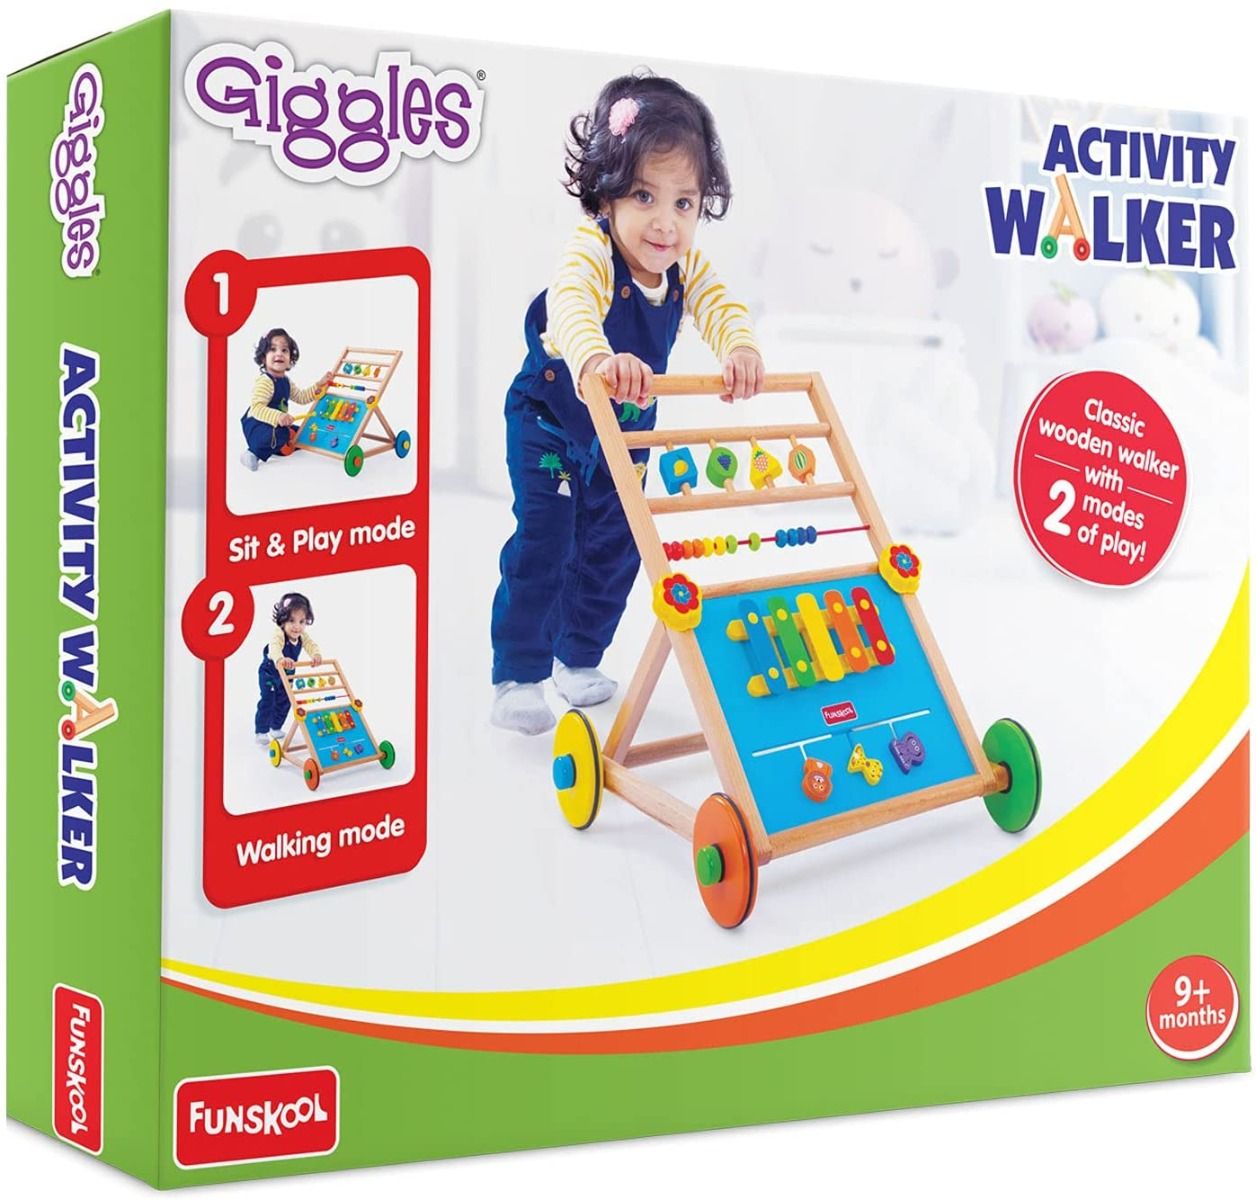 Giggles®
ACTIVITY WALKER
FUNSKOOL
Giggles®
ACTIVITY
WALKER
1
Sit & Play mode
2
Walking mode
Classic
wooden walker
with
2 modes
of play!
FUNSKOOL
9+
months
FUNSKOOL